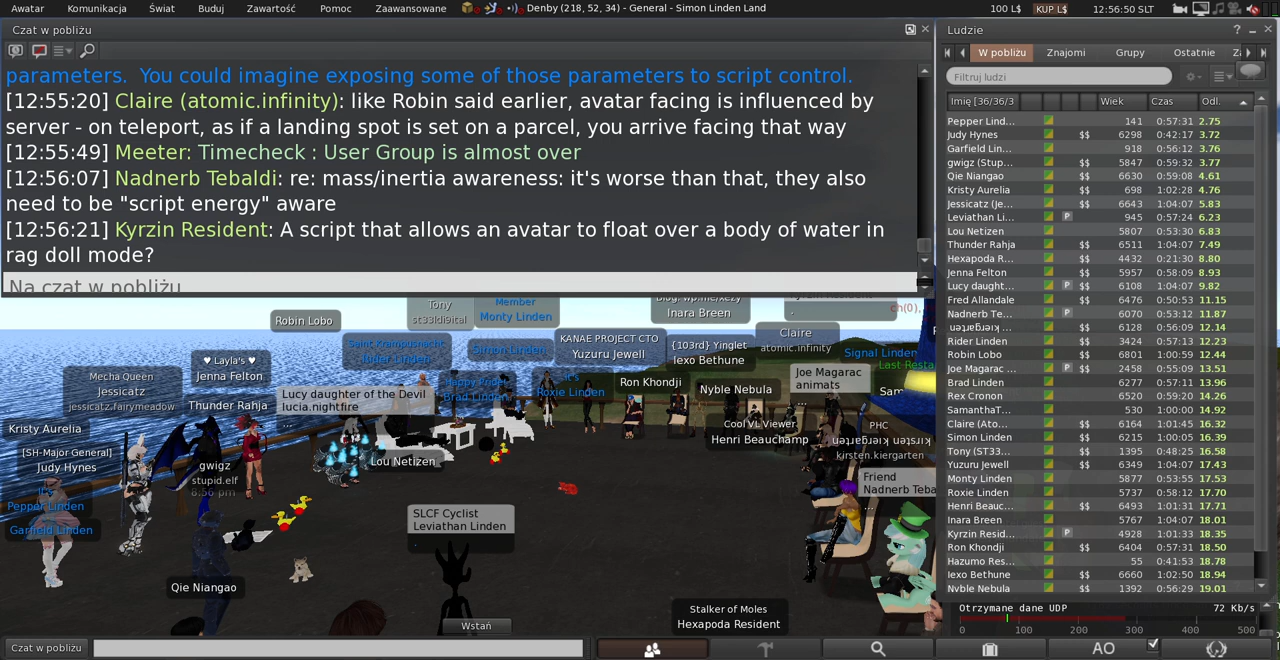 Awatar Komunikacja Świat Buduj Zawartość Pomoc Zaawansowane Denby (218, 52, 34) - General - Simon Linden Land 100 L$ KUP L$ 12:56:50 SLT
Czat w pobliżu
parameters. You could imagine exposing some of those parameters to script control.
[12:55:20] Claire (atomic.infinity): like Robin said earlier, avatar facing is influenced by
server - on teleport, as if a landing spot is set on a parcel, you arrive facing that way
[12:55:49] Meeter: Timecheck : User Group is almost over
[12:56:07] Nadnerb Tebaldi: re: mass/inertia awareness: it's worse than that, they also
need to be "script energy" aware
[12:56:21] Kyrzin Resident: A script that allows an avatar to float over a body of water in
rag doll mode?
Na czat w pobliżu
Tony
st33ldi9ital
Member
Monty Linden
Inara Breen
ch(0),
Robin Lobo
Rider Linden
Simon Linden
KANAE PROJECT CTO
Yuzuru Jewell
{103rd} Yinglet
Iexo Bethune
Claire
atomic.infinity
Signal Linden
Last Resta
♥ Layla's ♥
Jenna Felton
Mecha Queen
Jessicatz
jessicatz.fairymeadow
Thunder Rahja
Lucy daughter of the Devil
lucia.nightfire
...
Brad Linden
Roxie Linden
Ron Khondji
Nyble Nebula
Joe Magarac
animats
...
Sam
Kristy Aurelia
Cool VL Viewer
Henri Beauchamp
PHC
kirsten.kiergarten
[SH-Major General]
Judy Hynes
gwigz
stupid.elf
8:56 pm
Lou Netizen
Friend
Nadnerb Teba
Pepper Linden
Garfield Linden
SLCF Cyclist
Leviathan Linden
.
Qie Niangao
Stalker of Moles
Hexapoda Resident
Wstań
Czat w pobliżu
Ludzie
W pobliżu Znajomi Grupy Ostatnie
Filtruj ludzi
Imię [36/36/3 Wiek Czas Odl.
Pepper Lind... 141 0:57:31 2.75
Judy Hynes $$ 6298 0:42:17 3.72
Garfield Lin... 918 0:56:12 3.76
gwigz (Stup... $$ 5847 0:59:32 3.77
Qie Niangao $$ 6630 0:59:08 4.61
Kristy Aurelia $$ 698 1:02:28 4.76
Jessicatz (Je... $$ 6643 1:04:07 5.83
Leviathan Li... P 945 0:57:24 6.23
Lou Netizen 5807 0:53:30 6.83
Thunder Rahja $$ 6511 1:04:07 7.49
Hexapoda R... $$ 4432 0:21:30 8.80
Jenna Felton $$ 5957 0:58:09 8.93
Lucy daught... P $$ 6108 1:04:07 9.82
Fred Allandale $$ 6476 0:50:53 11.15
Nadnerb Te... P 6070 0:53:12 11.87
$$ 6128 0:56:09 12.14
Rider Linden $$ 3424 0:57:13 12.23
Robin Lobo $$ 6801 1:00:59 12.44
Joe Magarac ... P $$ 2458 0:55:09 13.51
Brad Linden 6277 0:57:11 13.96
Rex Cronon $$ 6520 0:59:20 14.26
SamanthaT... $$ 530 1:00:00 14.92
Claire (Ato... $$ 6164 1:01:45 16.32
Simon Linden $$ 6215 1:00:05 16.39
Tony (ST33... $$ 1395 0:48:25 16.58
Yuzuru Jewell $$ 6349 1:04:07 17.43
Monty Linden 5877 0:53:55 17.53
Roxie Linden 5737 0:58:12 17.70
Henri Beauc... $$ 6493 1:01:31 17.71
Inara Breen 5767 1:04:07 18.01
Kyrzin Resid... P 4928 1:01:33 18.35
Ron Khondji $$ 6404 0:57:31 18.50
Hazumo Res... 55 0:41:53 18.78
Iexo Bethune $$ 6660 1:02:50 18.94
Nyble Nebula $$ 1392 0:56:29 19.01
Otrzymane dane UDP 72 Kb/s
0 100 200 300 400 500
AO